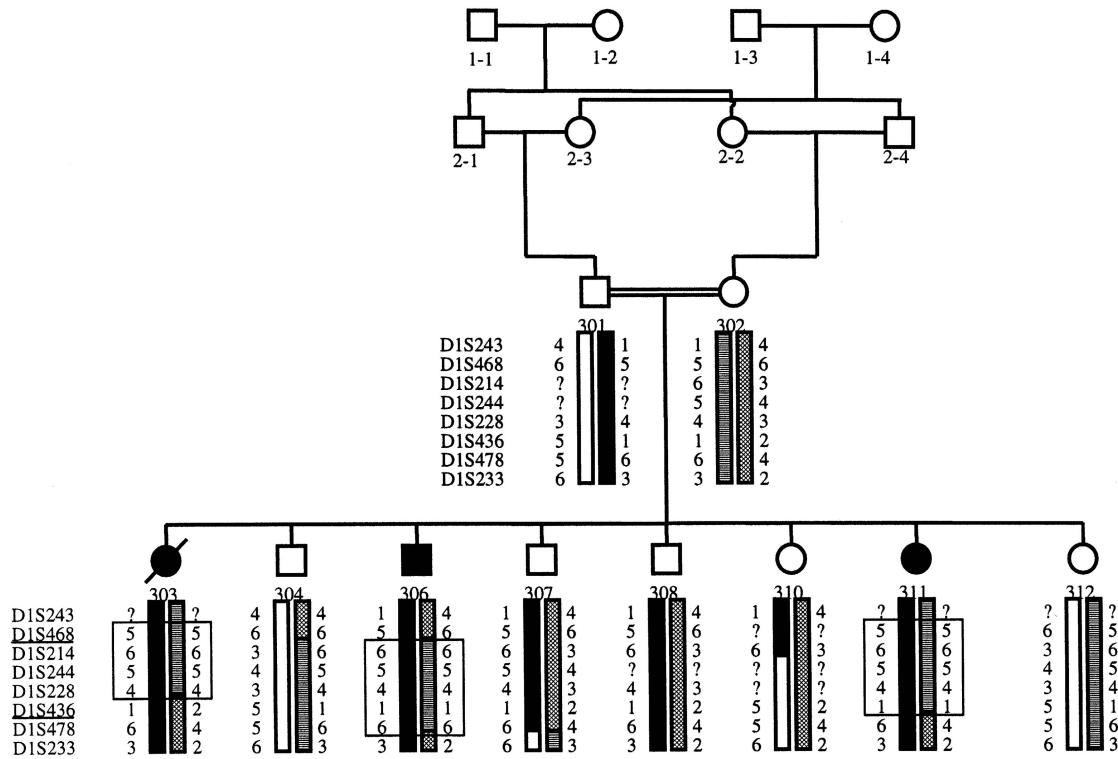 1-1 1-2 1-3 1-4
2-1 2-3 2-2 2-4
301 302
D1S243 4 1 1 4
D1S468 6 5 5 6
D1S214 ? ? 6 3
D1S244 ? ? 5 4
D1S228 3 4 4 3
D1S436 5 1 1 2
D1S478 5 6 6 4
D1S233 6 3 3 2
303 304 306 307 308 310 311 312
D1S243 ? ? 4 4 1 4 1 4 1 4 1 4 ? ? ? ?
D1S468 5 5 6 6 5 6 5 6 5 6 ? ? 5 5 6 5
D1S214 6 6 3 6 6 6 6 3 6 3 6 3 6 6 3 6
D1S244 5 5 4 5 5 5 5 4 ? ? ? ? 5 5 4 5
D1S228 4 4 3 4 4 4 4 3 4 3 ? ? 4 4 3 4
D1S436 1 2 5 1 1 1 1 2 1 2 5 2 1 1 5 1
D1S478 6 4 5 6 6 6 6 4 6 4 5 4 6 4 5 6
D1S233 3 2 6 3 3 2 6 3 3 2 6 2 3 2 6 3